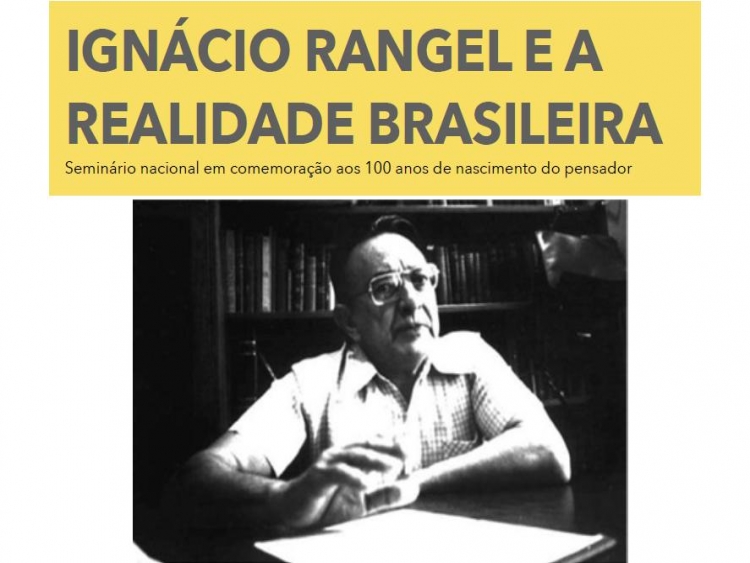 IGNÁCIO RANGEL E A
REALIDADE BRASILEIRA
Seminário nacional em comemoração aos 100 anos de nascimento do pensador